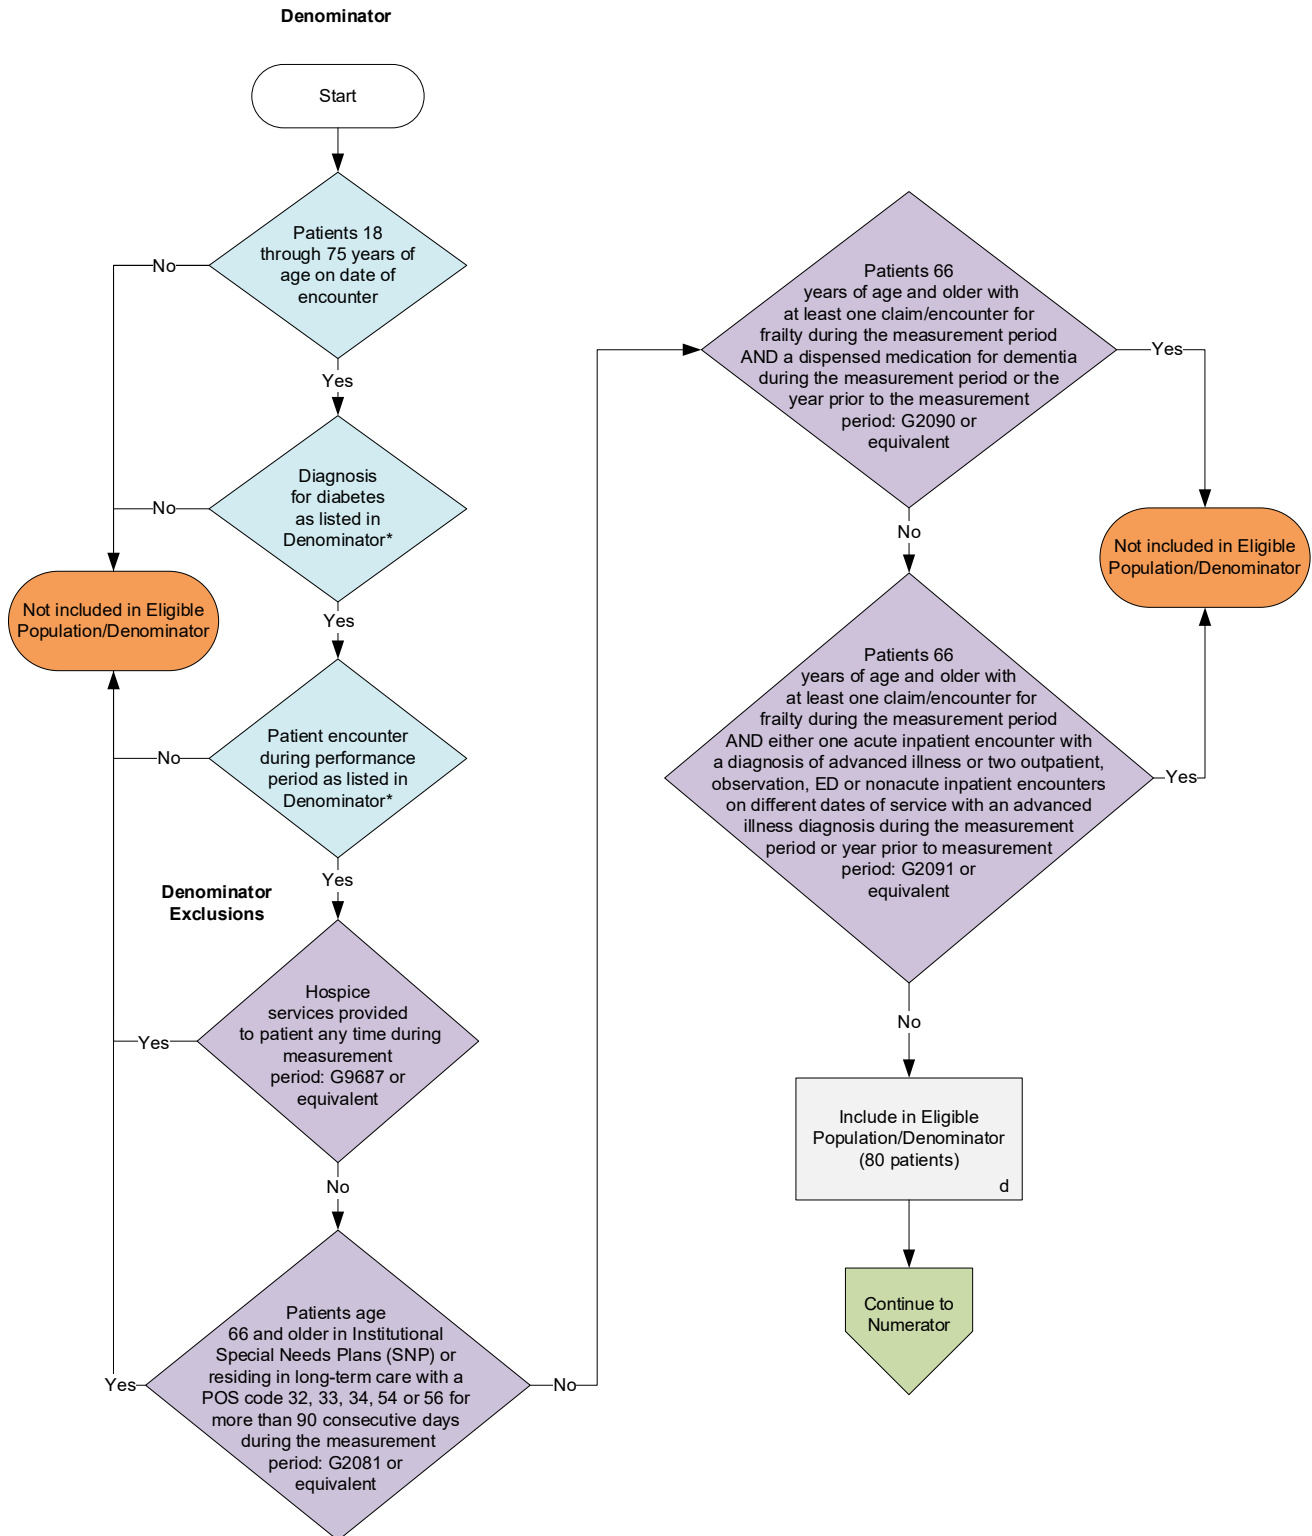 Denominator
Start
Patients 18
through 75 years of
age on date of
encounter
No
Yes
Diagnosis
for diabetes
as listed in
Denominator*
No
Not included in Eligible
Population/Denominator
Yes
Patient encounter
during performance
period as listed in
Denominator*
No
Yes
Denominator
Exclusions
Hospice
services provided
to patient any time during
measurement
period: G9687 or
equivalent
Yes
No
Patients age
66 and older in Institutional
Special Needs Plans (SNP) or
residing in long-term care with a
POS code 32, 33, 34, 54 or 56 for
more than 90 consecutive days
during the measurement
period: G2081 or
equivalent
Yes
No
Patients 66
years of age and older with
at least one claim/encounter for
frailty during the measurement period
AND a dispensed medication for dementia
during the measurement period or the
year prior to the measurement
period: G2090 or
equivalent
Yes
No
Not included in Eligible
Population/Denominator
Patients 66
years of age and older with
at least one claim/encounter for
frailty during the measurement period
AND either one acute inpatient encounter with
a diagnosis of advanced illness or two outpatient,
observation, ED or nonacute inpatient encounters
on different dates of service with an advanced
illness diagnosis during the measurement
period or year prior to measurement
period: G2091 or
equivalent
Yes
No
Include in Eligible
Population/Denominator
(80 patients)
d
Continue to
Numerator